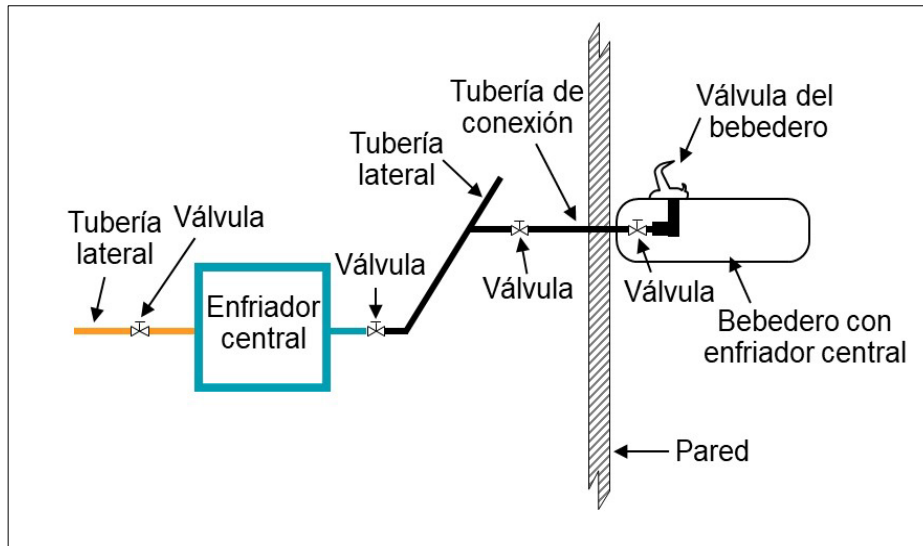 Tubería de
conexión
Válvula del
bebedero
Tubería
lateral
Tubería
lateral
Válvula
Válvula
Enfriador
central
Válvula
Válvula
Bebedero con
enfriador central
Pared